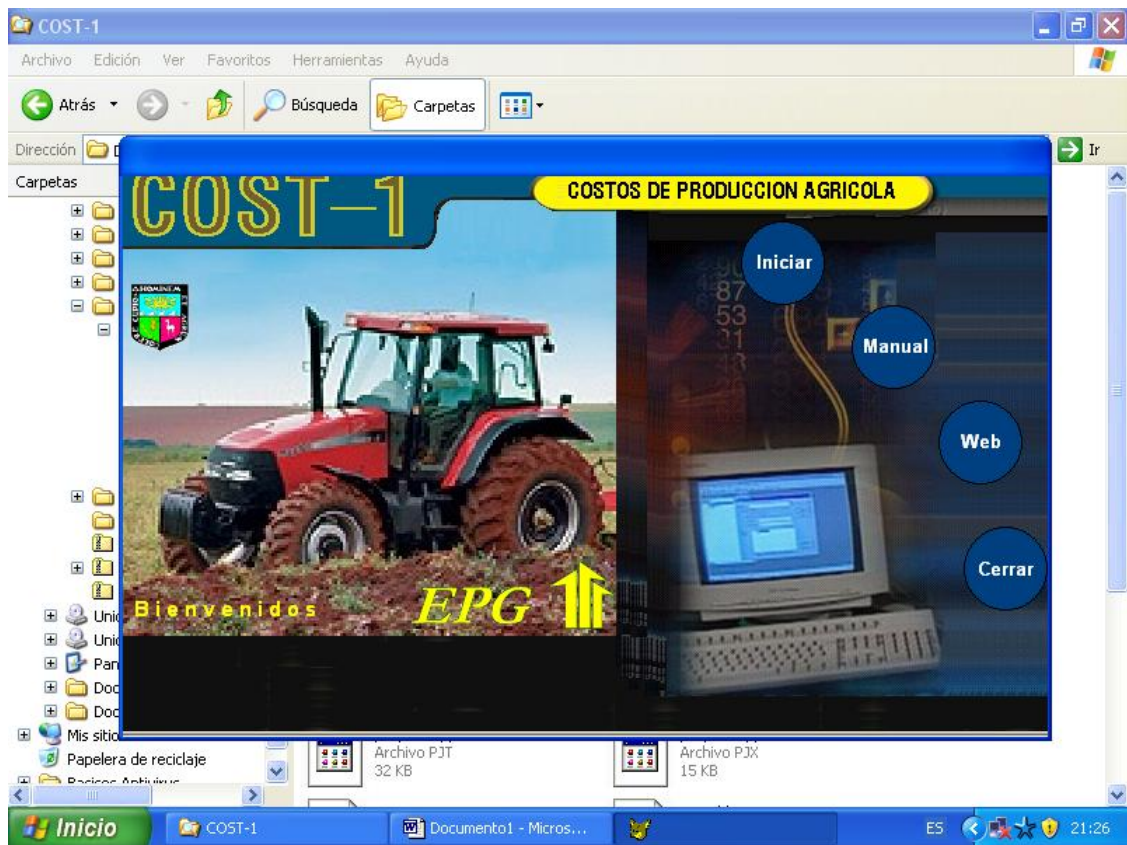 COST-1
Archivo Edición Ver Favoritos Herramientas Ayuda
Atrás Búsqueda Carpetas
Dirección Ir
Carpetas
COST-1
COSTOS DE PRODUCCION AGRICOLA
Iniciar
87
53
Manual
Web
Cerrar
Bienvenidos
EPG
Mis sitio
Papelera de reciclaje
Archivo PJT
32 KB
Archivo PJX
15 KB
Inicio COST-1 Documento1 - Micros... ES 21:26